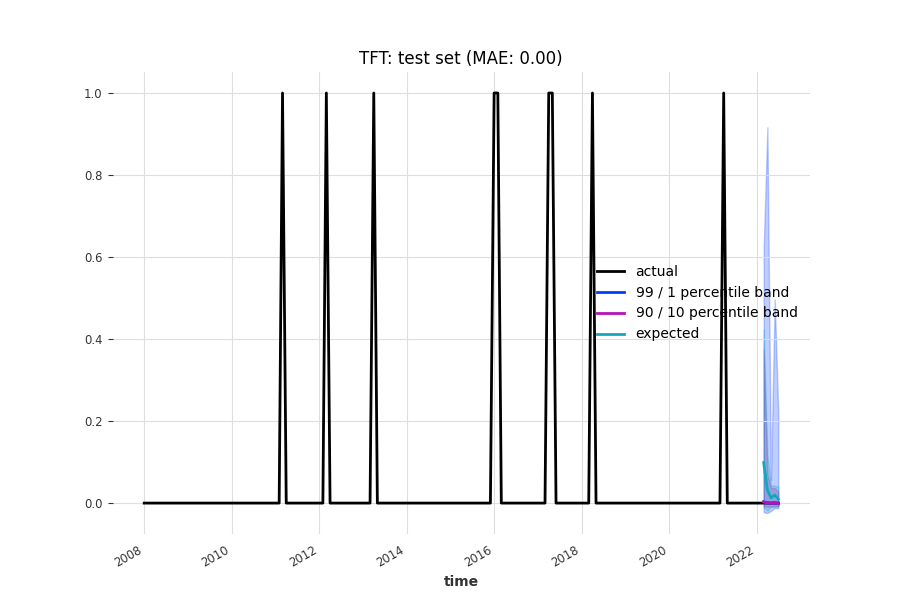 TFT: test set (MAE: 0.00)
1.0
0.8
0.6
0.4
0.2
0.0
actual
99 / 1 percentile band
90 / 10 percentile band
expected
2008
2010
2012
2014
2016
2018
2020
2022
time